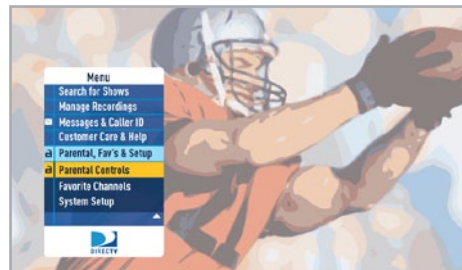 Menu
Search for Shows
Manage Recordings
Messages & Caller ID
Customer Care & Help
Parental, Fav's & Setup
Parental Controls
Favorite Channels
System Setup
DIRECTV